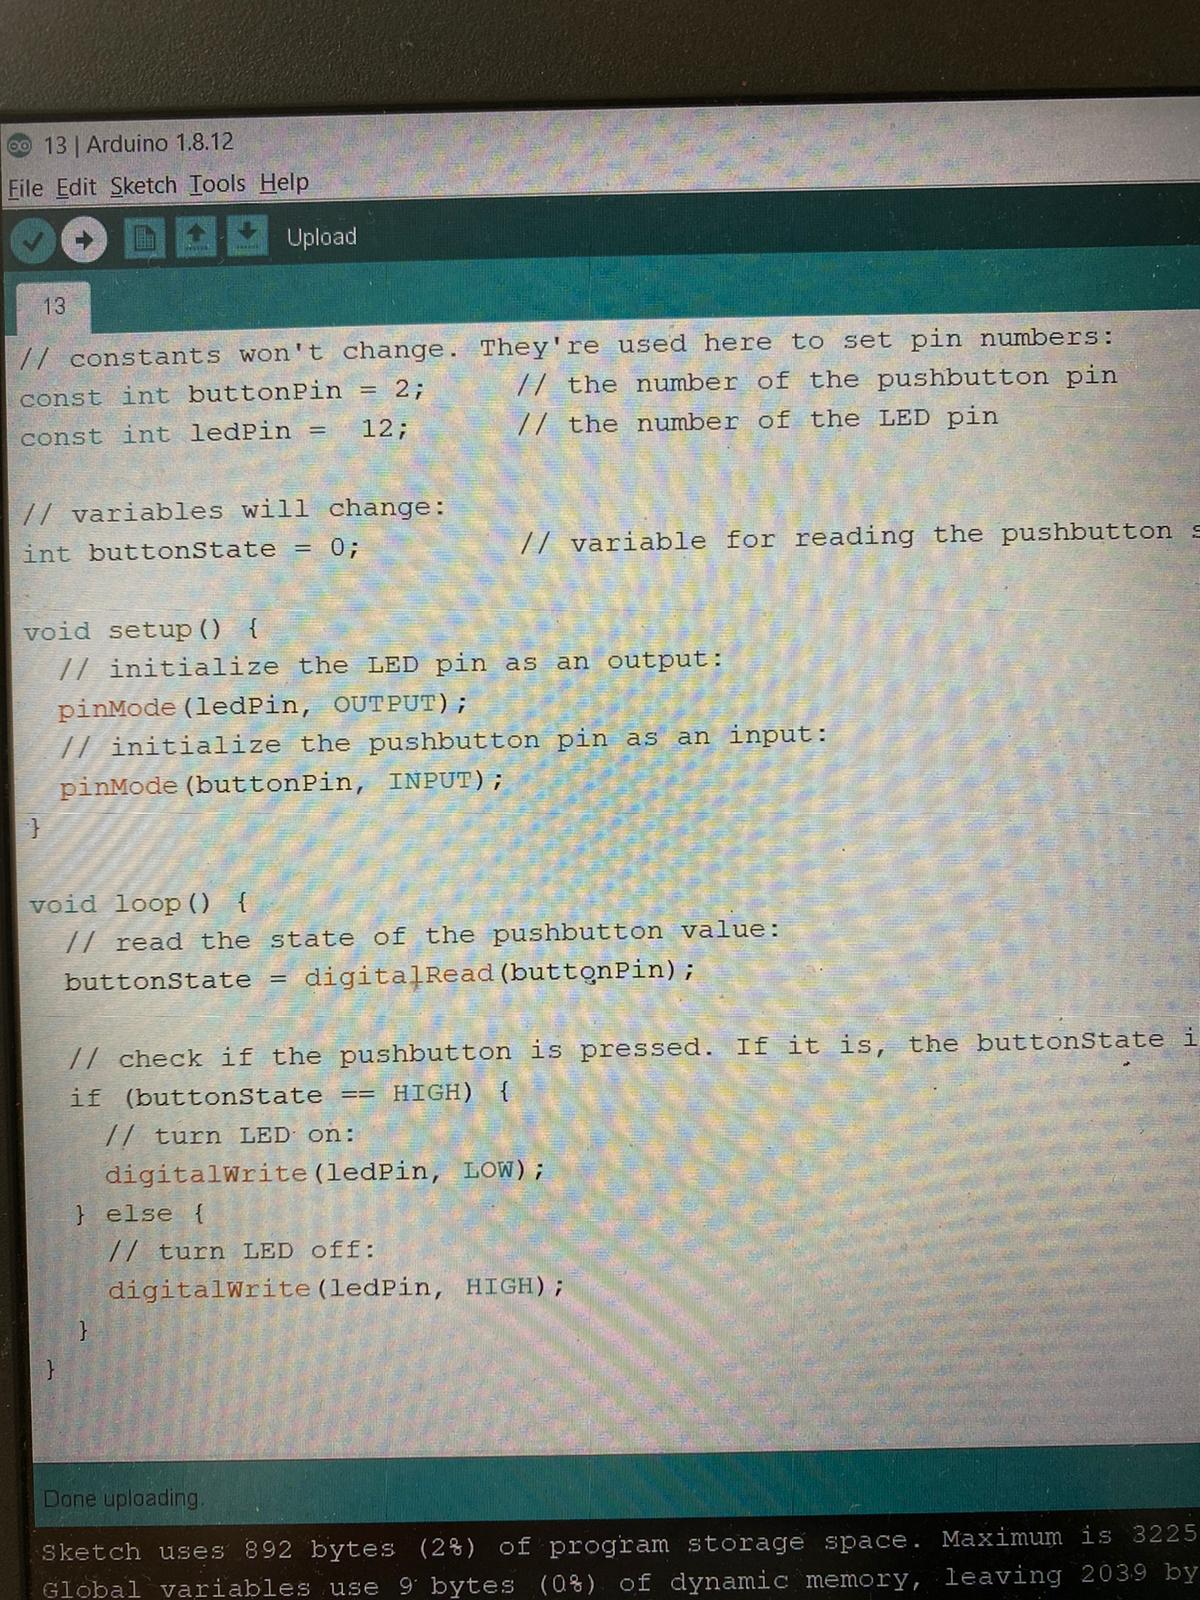 13 | Arduino 1.8.12
File Edit Sketch Tools Help
Upload
13
// constants won't change. They're used here to set pin numbers:
const int buttonPin = 2;     // the number of the pushbutton pin
const int ledPin =  12;      // the number of the LED pin
// variables will change:
int buttonState = 0;         // variable for reading the pushbutton s
void setup() {
  // initialize the LED pin as an output:
  pinMode(ledPin, OUTPUT);
  // initialize the pushbutton pin as an input:
  pinMode(buttonPin, INPUT);
}
void loop() {
  // read the state of the pushbutton value:
  buttonState = digitalRead(buttonPin);
  // check if the pushbutton is pressed. If it is, the buttonState i
  if (buttonState == HIGH) {
    // turn LED on:
    digitalWrite(ledPin, LOW);
  } else {
    // turn LED off:
    digitalWrite(ledPin, HIGH);
  }
}
Done uploading.
Sketch uses 892 bytes (2%) of program storage space. Maximum is 3225
Global variables use 9 bytes (0%) of dynamic memory, leaving 2039 by